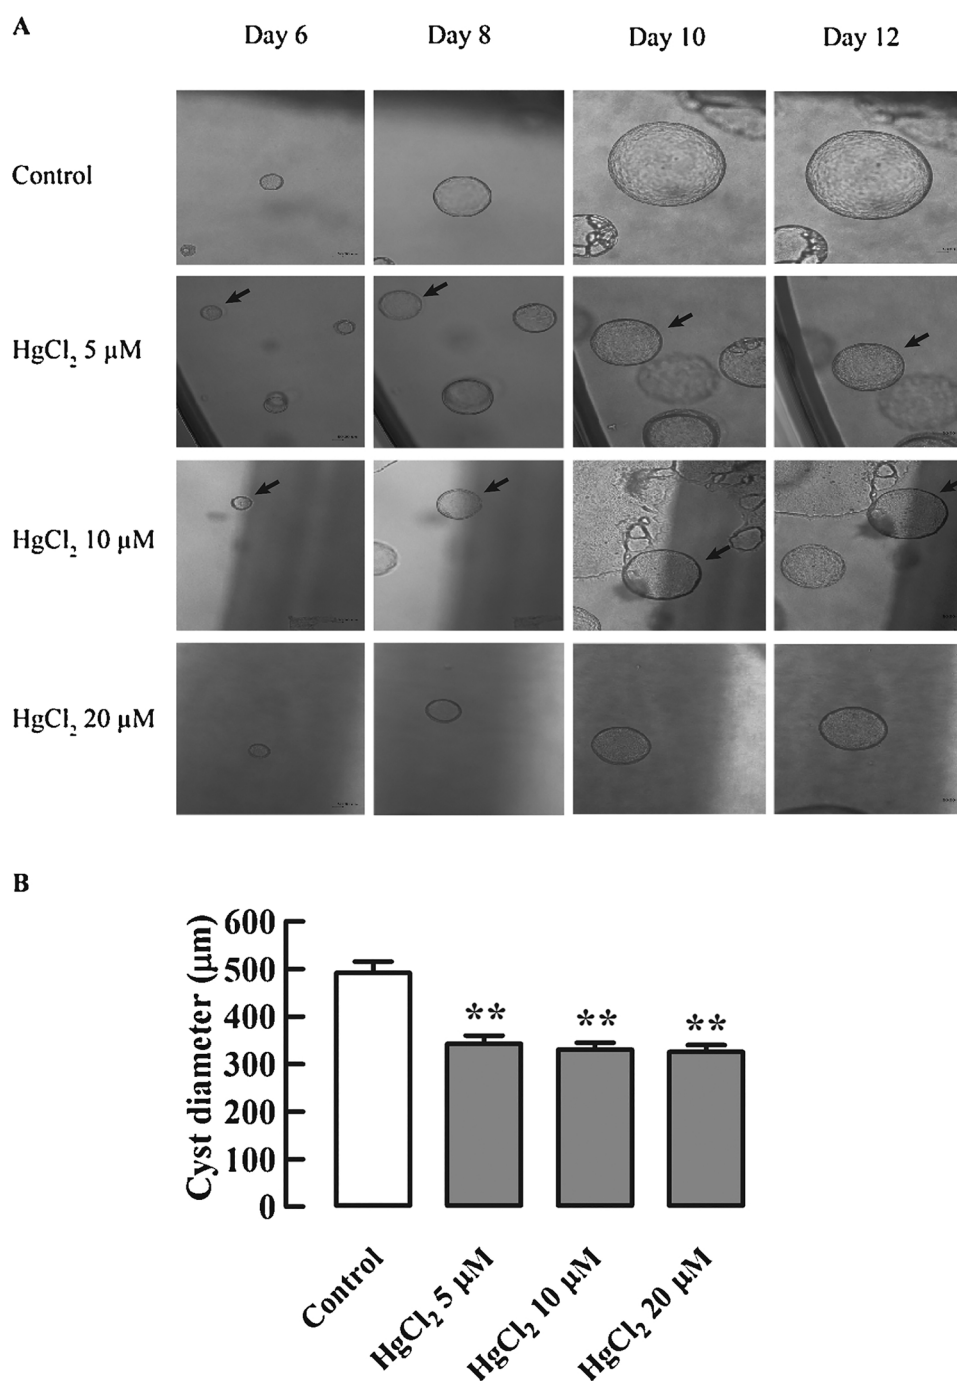 A
Day 6 Day 8 Day 10 Day 12
Control
HgCl₂ 5 µM
HgCl₂ 10 µM
HgCl₂ 20 µM
B
Cyst diameter (µm)
600
500
400
300
200
100
0
** ** **
Control
HgCl₂ 5 µM
HgCl₂ 10 µM
HgCl₂ 20 µM